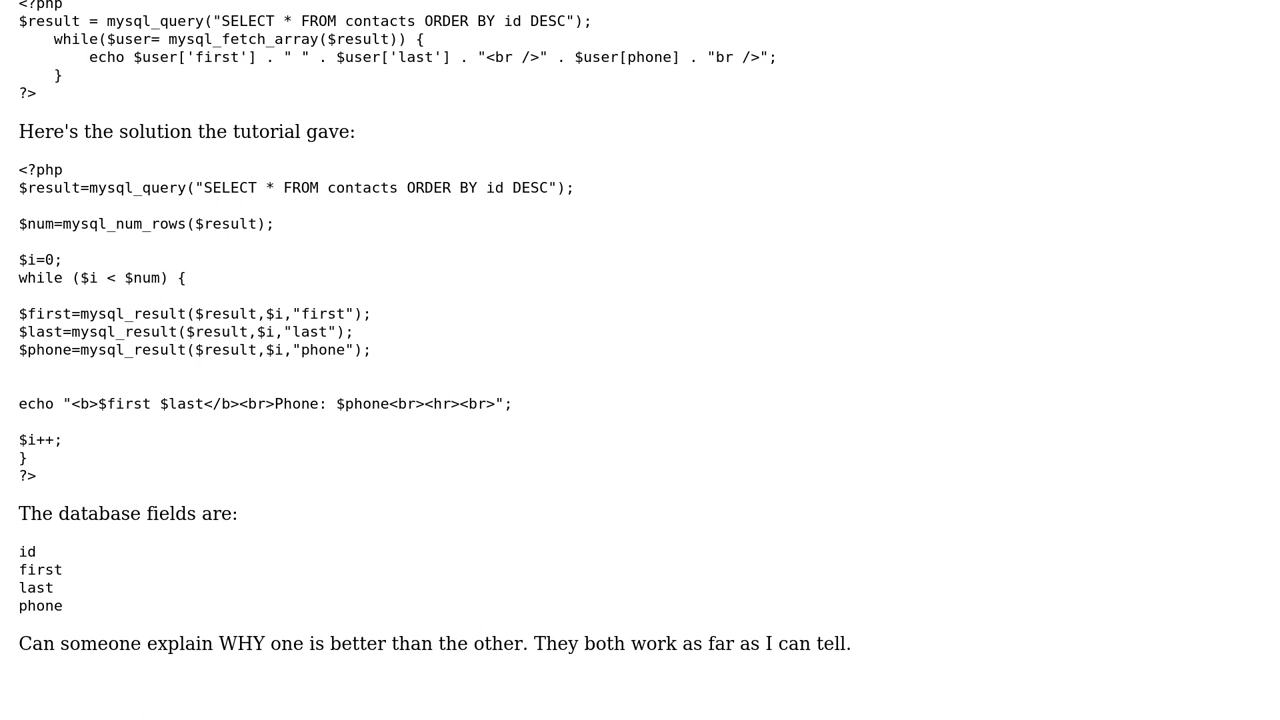 <?php
$result = mysql_query("SELECT * FROM contacts ORDER BY id DESC");
    while($user= mysql_fetch_array($result)) {
        echo $user['first'] . " " . $user['last'] . "<br />" . $user[phone] . "br />";
    }
?>
Here's the solution the tutorial gave:
<?php
$result=mysql_query("SELECT * FROM contacts ORDER BY id DESC");
$num=mysql_num_rows($result);
$i=0;
while ($i < $num) {
$first=mysql_result($result,$i,"first");
$last=mysql_result($result,$i,"last");
$phone=mysql_result($result,$i,"phone");
echo "<b>$first $last</b><br>Phone: $phone<br><hr><br>";
$i++;
}
?>
The database fields are:
id
first
last
phone
Can someone explain WHY one is better than the other. They both work as far as I can tell.